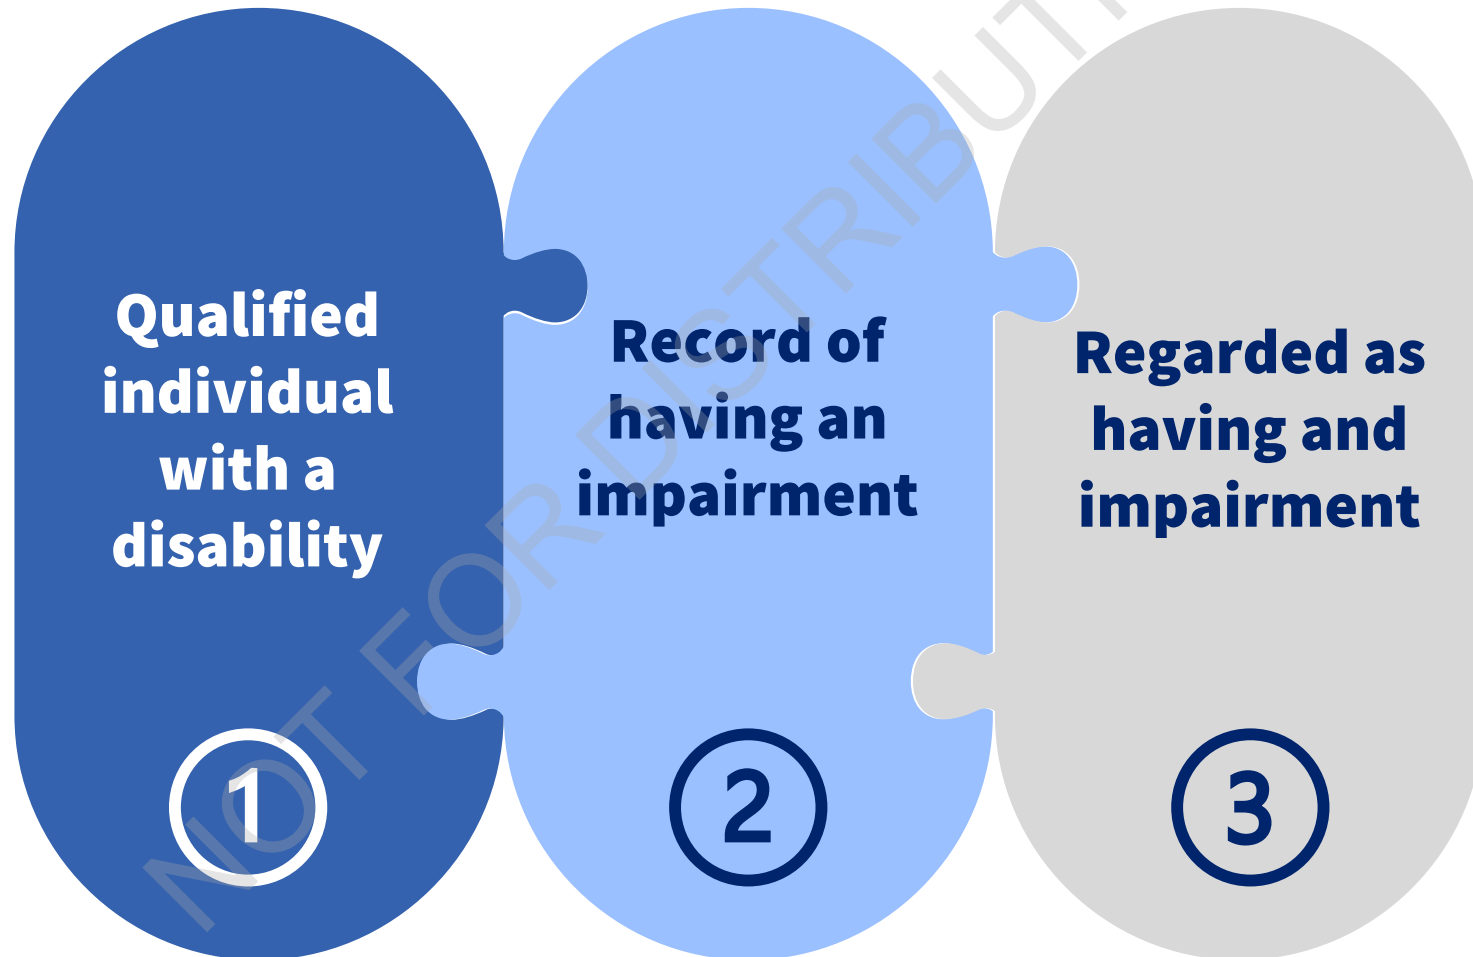 Qualified
individual
with a
disability
1
Record of
having an
impairment
2
Regarded as
having and
impairment
3
NOT FOR DISTRIBUT